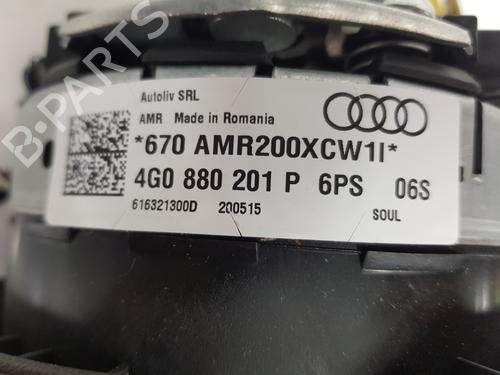 Autoliv SRL
AMR Made in Romania
*670 AMR200XCW1I*
4G0 880 201 P 6PS 06S
616321300D 200515
SOUL
B-PARTS